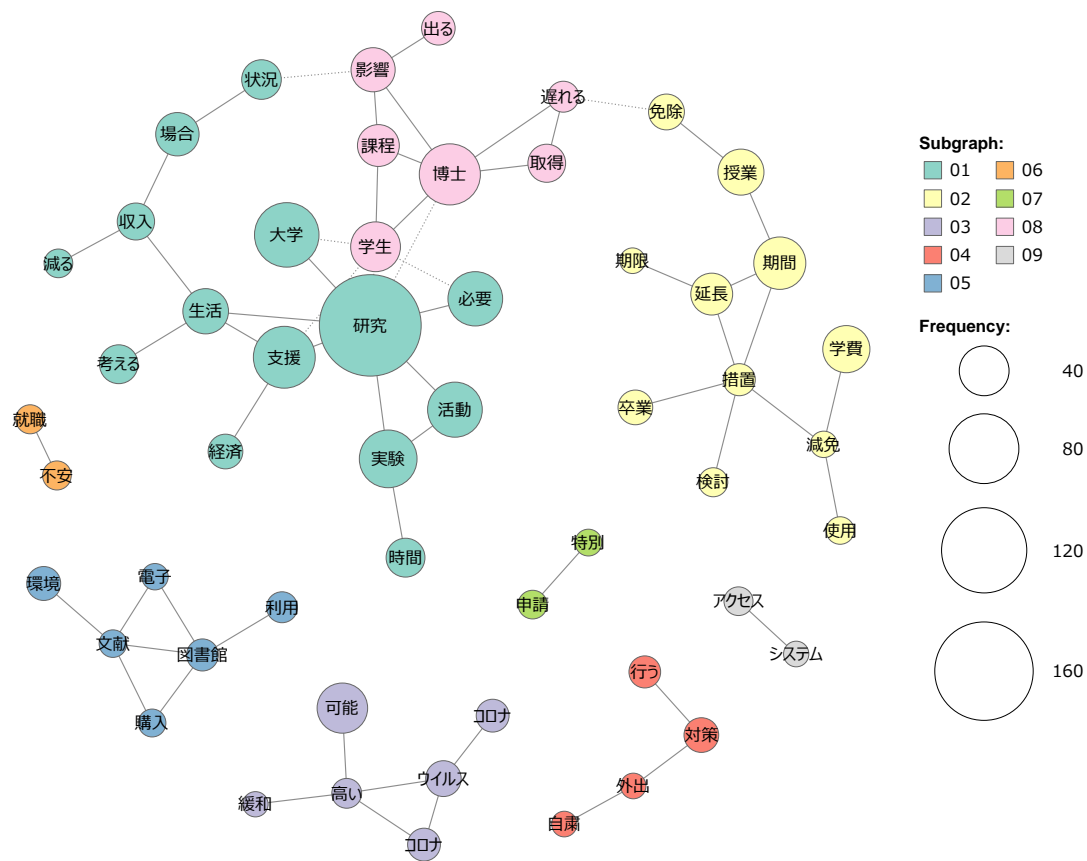 出る
影響
状況
遅れる
免除
場合
課程
博士
取得
授業
収入
大学
学生
減る
期限
期間
延長
生活
必要
研究
支援
考える
学費
措置
就職
活動
卒業
経済
実験
減免
不安
検討
使用
時間
特別
環境
電子
利用
申請
アクセス
文献
図書館
システム
行う
可能
コロナ
購入
対策
ウイルス
外出
緩和
高い
自粛
コロナ
Subgraph:
01 06
02 07
03 08
04 09
05
Frequency:
40
80
120
160